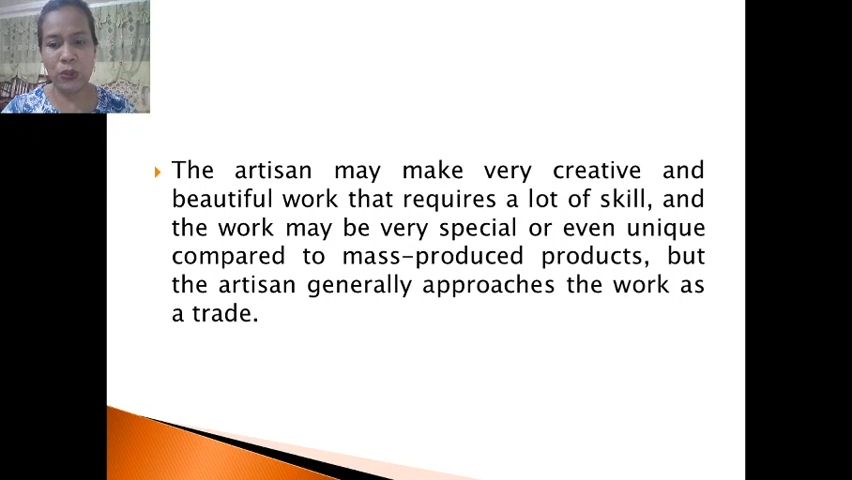 The artisan may make very creative and
beautiful work that requires a lot of skill, and
the work may be very special or even unique
compared to mass-produced products, but
the artisan generally approaches the work as
a trade.